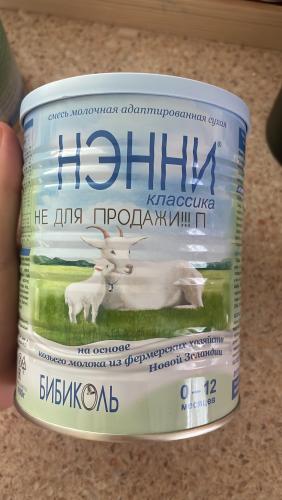 смесь молочная адаптированная сухая
НЭННИ
классика
НЕ ДЛЯ ПРОДАЖИ!!! П
на основе
козьего молока из фермерских хозяйств
Новой Зеландии
БИБИКОЛЬ
0–12
месяцев